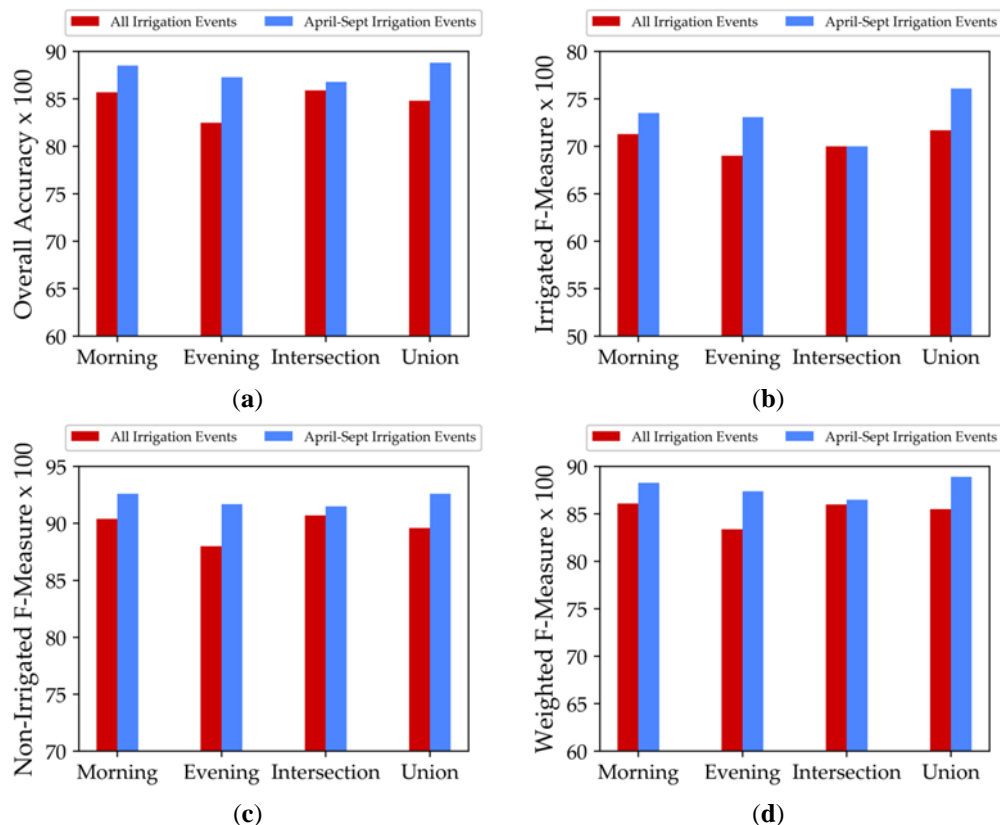 All Irrigation Events April-Sept Irrigation Events
Overall Accuracy x 100
90
85
80
75
70
65
60
Morning Evening Intersection Union
(a)
All Irrigation Events April-Sept Irrigation Events
Irrigated F-Measure x 100
80
75
70
65
60
55
50
Morning Evening Intersection Union
(b)
All Irrigation Events April-Sept Irrigation Events
Non-Irrigated F-Measure x 100
95
90
85
80
95
70
Morning Evening Intersection Union
(c)
All Irrigation Events April-Sept Irrigation Events
Weighted F-Measure x 100
90
85
80
75
70
65
60
Morning Evening Intersection Union
(d)